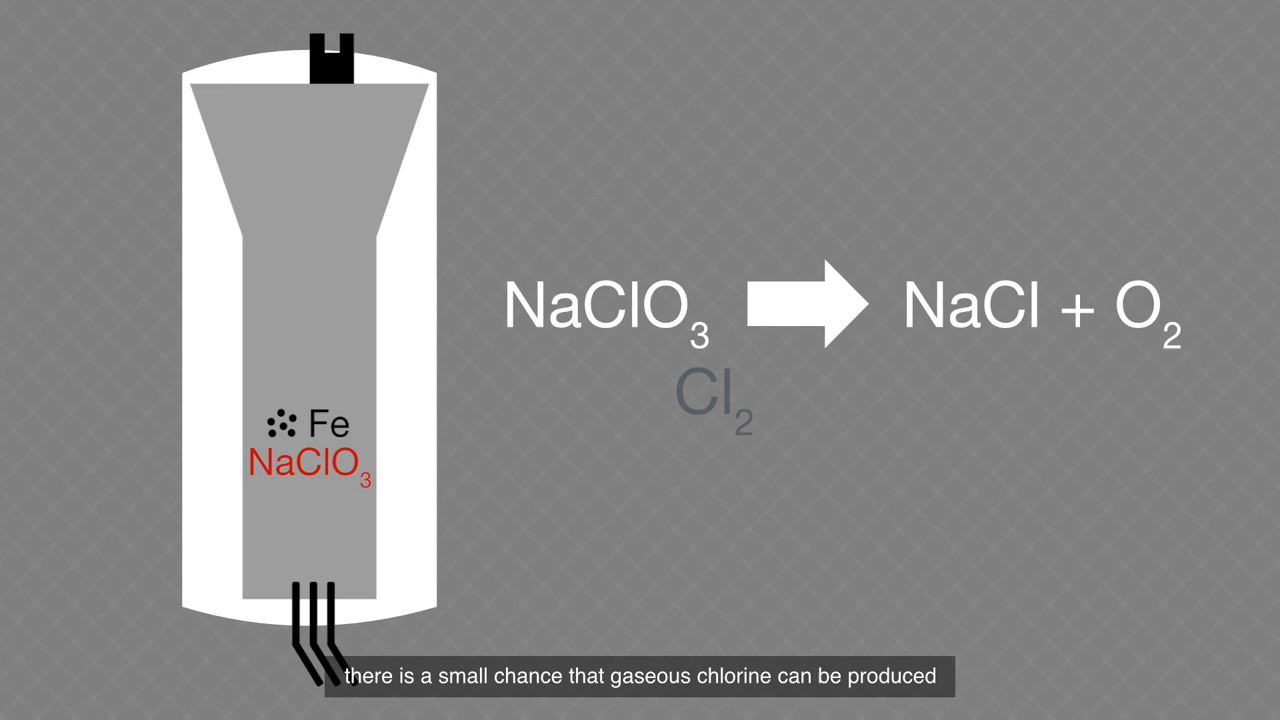 NaClO₃ NaCl + O₂
Cl₂
Fe
NaClO₃
there is a small chance that gaseous chlorine can be produced